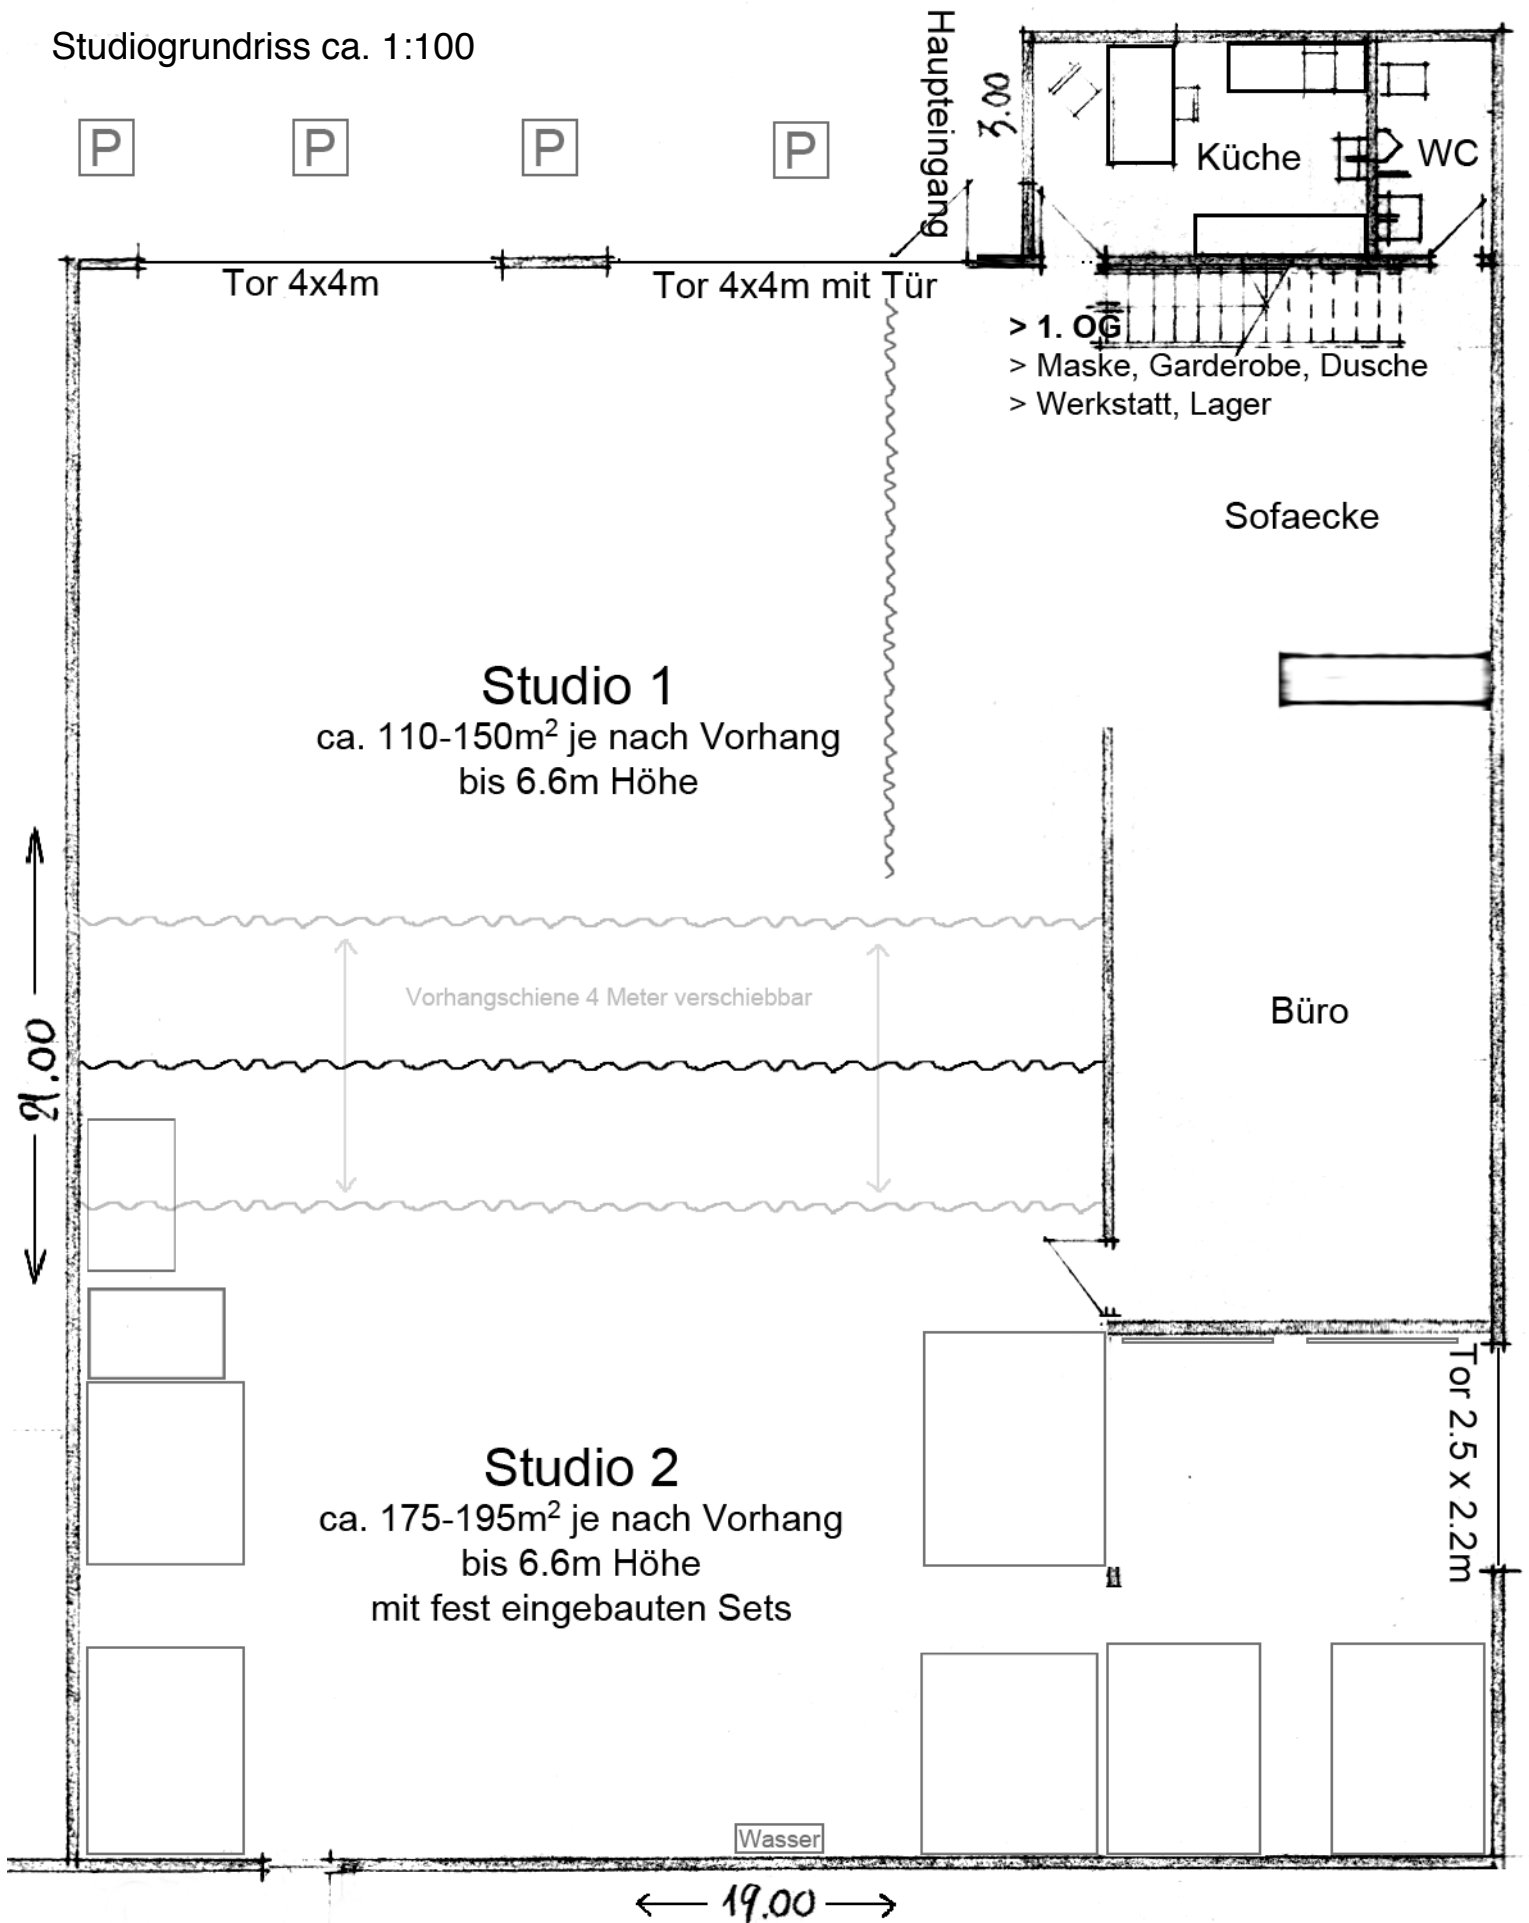 Studiogrundriss ca. 1:100
Haupteingang
3.00
P P P P
Küche
WC
Tor 4x4m
Tor 4x4m mit Tür
> 1. OG
> Maske, Garderobe, Dusche
> Werkstatt, Lager
Sofaecke
Studio 1
ca. 110-150m² je nach Vorhang
bis 6.6m Höhe
Vorhangschiene 4 Meter verschiebbar
Büro
21.00
Tor 2.5 x 2.2m
Studio 2
ca. 175-195m² je nach Vorhang
bis 6.6m Höhe
mit fest eingebauten Sets
Wasser
19.00